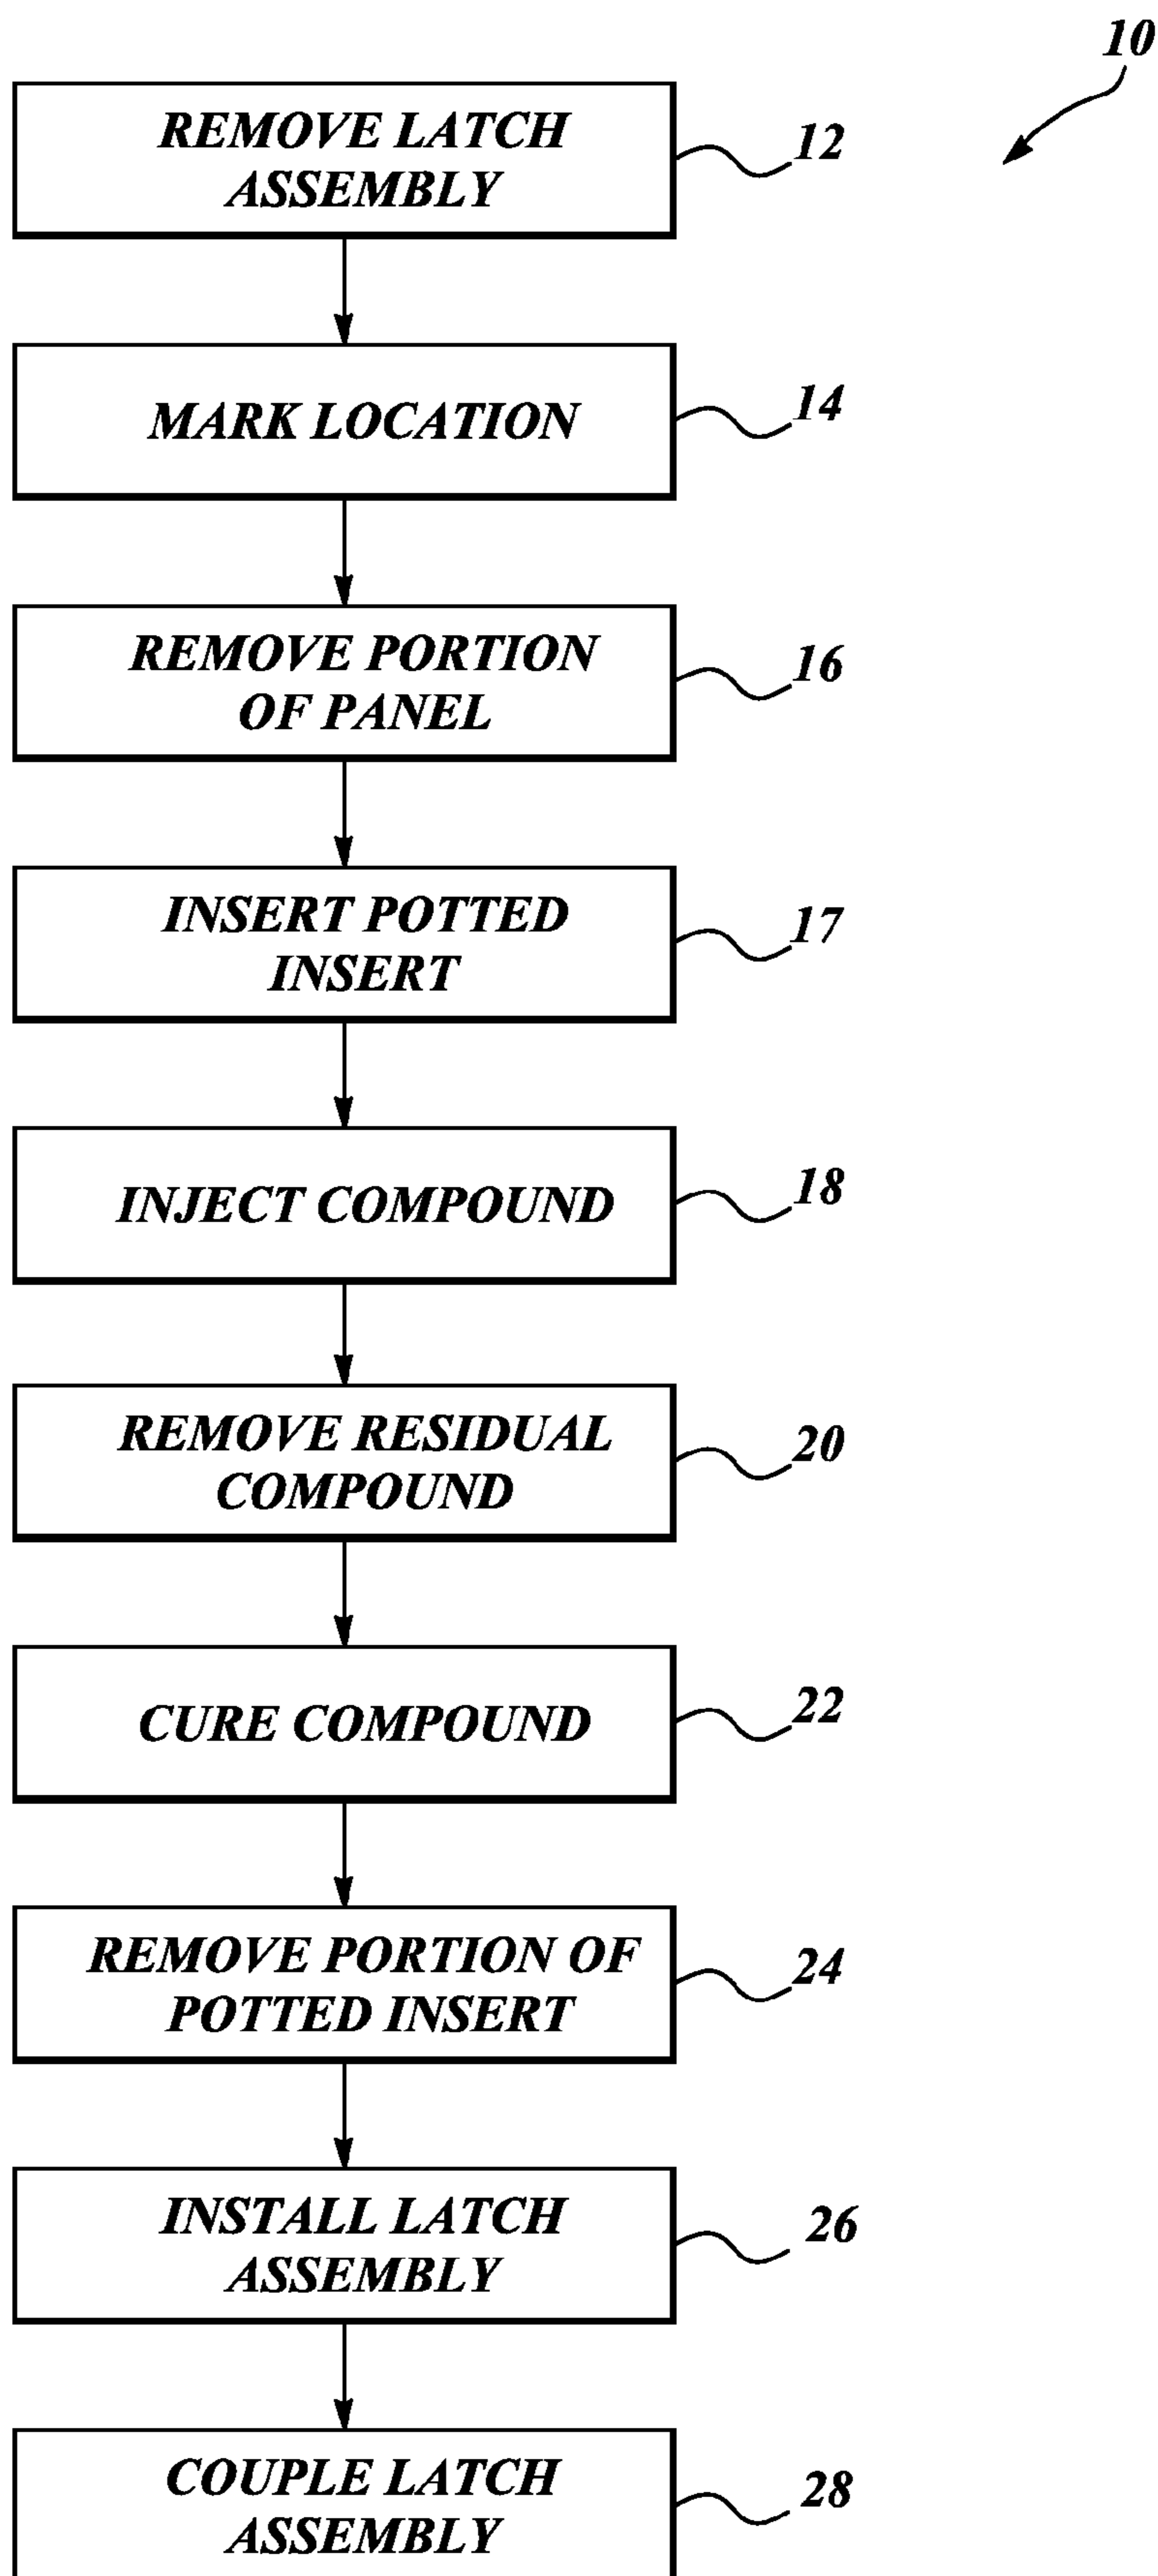 10
REMOVE LATCH
ASSEMBLY
12
MARK LOCATION
14
REMOVE PORTION
OF PANEL
16
INSERT POTTED
INSERT
17
INJECT COMPOUND
18
REMOVE RESIDUAL
COMPOUND
20
CURE COMPOUND
22
REMOVE PORTION OF
POTTED INSERT
24
INSTALL LATCH
ASSEMBLY
26
COUPLE LATCH
ASSEMBLY
28